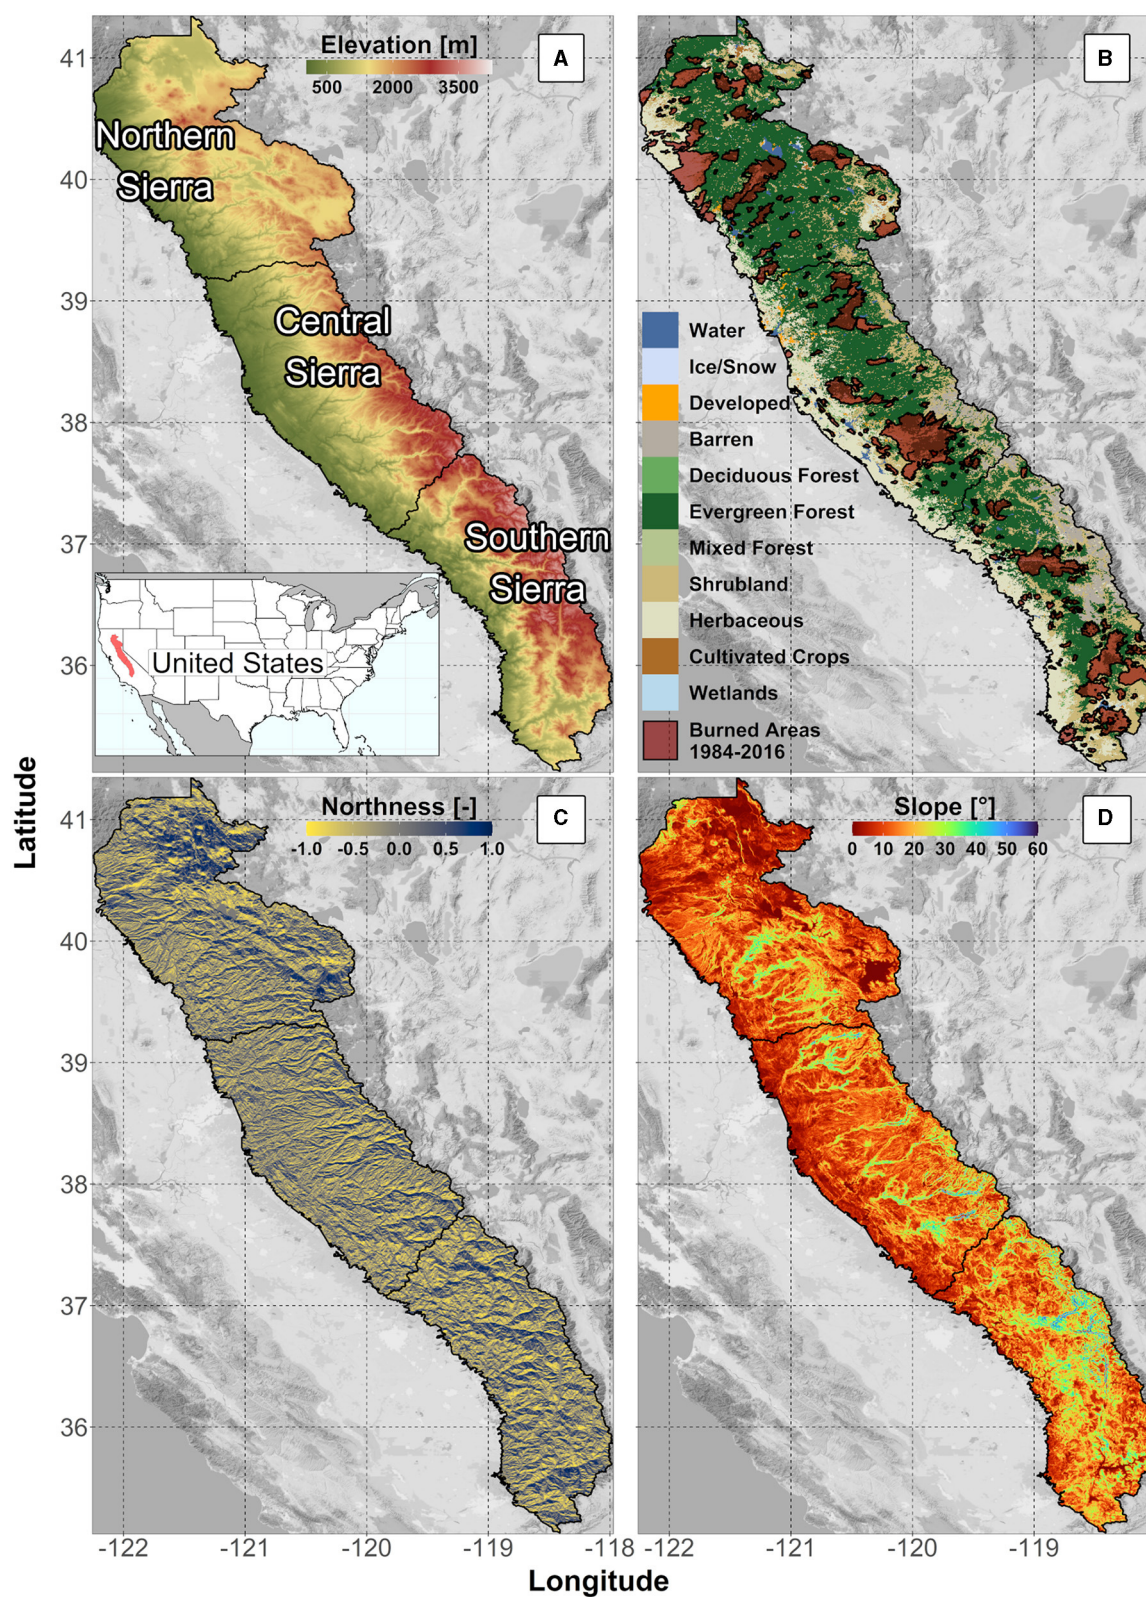 Elevation [m]
500 2000 3500
A
B
41
40
39
38
37
36
Northern
Sierra
Central
Sierra
Southern
Sierra
United States
Water
Ice/Snow
Developed
Barren
Deciduous Forest
Evergreen Forest
Mixed Forest
Shrubland
Herbaceous
Cultivated Crops
Wetlands
Burned Areas
1984-2016
Latitude
Northness [-]
-1.0 -0.5 0.0 0.5 1.0
C
Slope [°]
0 10 20 30 40 50 60
D
41
40
39
38
37
36
-122 -121 -120 -119 -118
-122 -121 -120 -119
Longitude